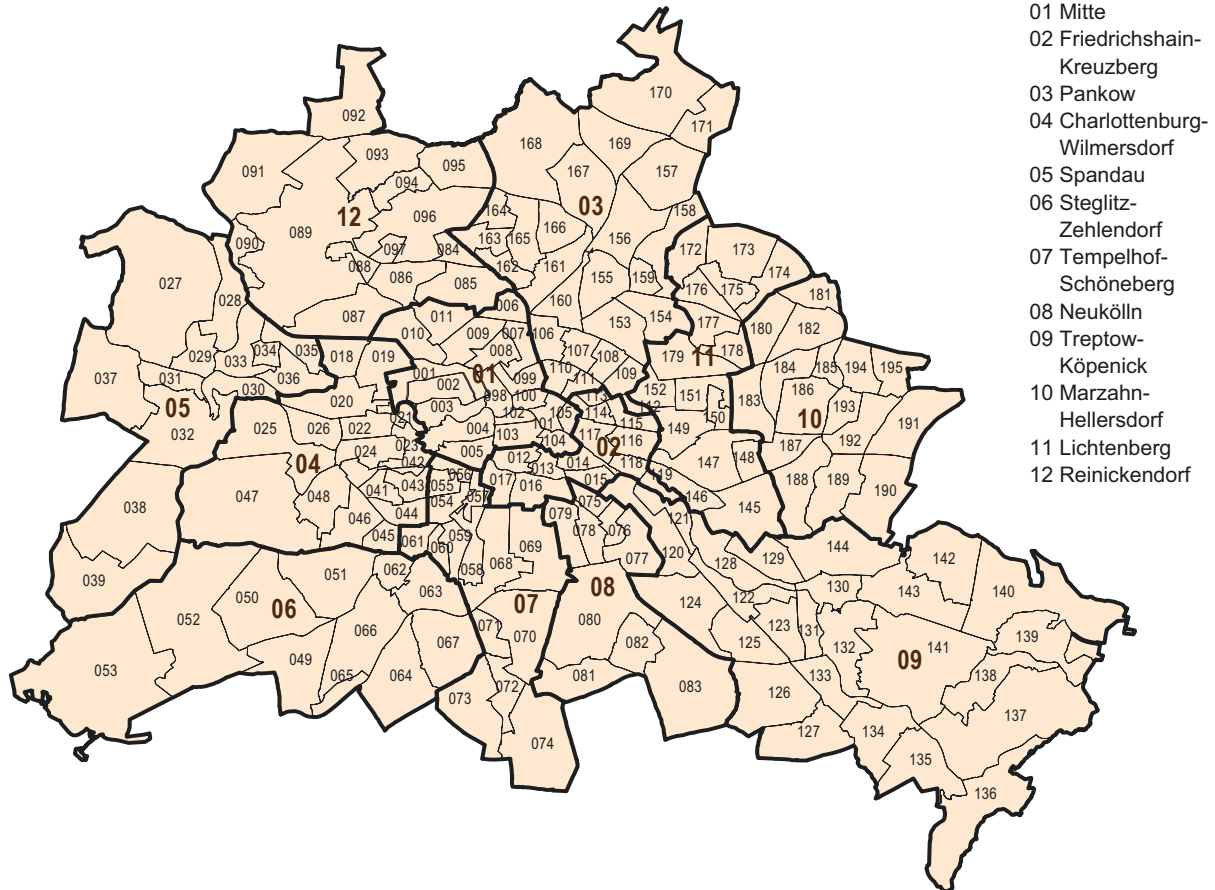 01 Mitte
02 Friedrichshain-
Kreuzberg
03 Pankow
04 Charlottenburg-
Wilmersdorf
05 Spandau
06 Steglitz-
Zehlendorf
07 Tempelhof-
Schöneberg
08 Neukölln
09 Treptow-
Köpenick
10 Marzahn-
Hellersdorf
11 Lichtenberg
12 Reinickendorf
170
092
171
168 169
093
095 167 157
091
094
03
164 158
12 096
089 166
163 165 156
090 097 084 172 173
162 161 174
088 155 159
027 086 085
176 175 181
028 160
006
087 011 154 177
010 009 007 106 153 180 182
008
029 033 034 035 018 019 107 108 179 11 178
001 01 099 110 109 184 185 194 195
037 031 036 002 111
030 098 100 152 151 186
05 020 003 102 105 113 112 183 193
021 114 150 10
032 025 026 022 004 101 115 149 191
103 104 117 02 116 187 192
024 023 005 012
04 042 013 014 118 147 148
047 048 041 043 055 056 017 016 015 119 188 189 190
038 054 057 075 146 145
046 044 079 121
045 061 059 078 076
060 069 120 144 142
039 051 062 058 068 077 128 129
050 063 130 143 140
06 07 08 124 122
052 071 080 123 131 139
066 067 070 082 125 132 09 141
053 049 065 064 081 133 138
073 072 083 126
127 134 137
074 135
136